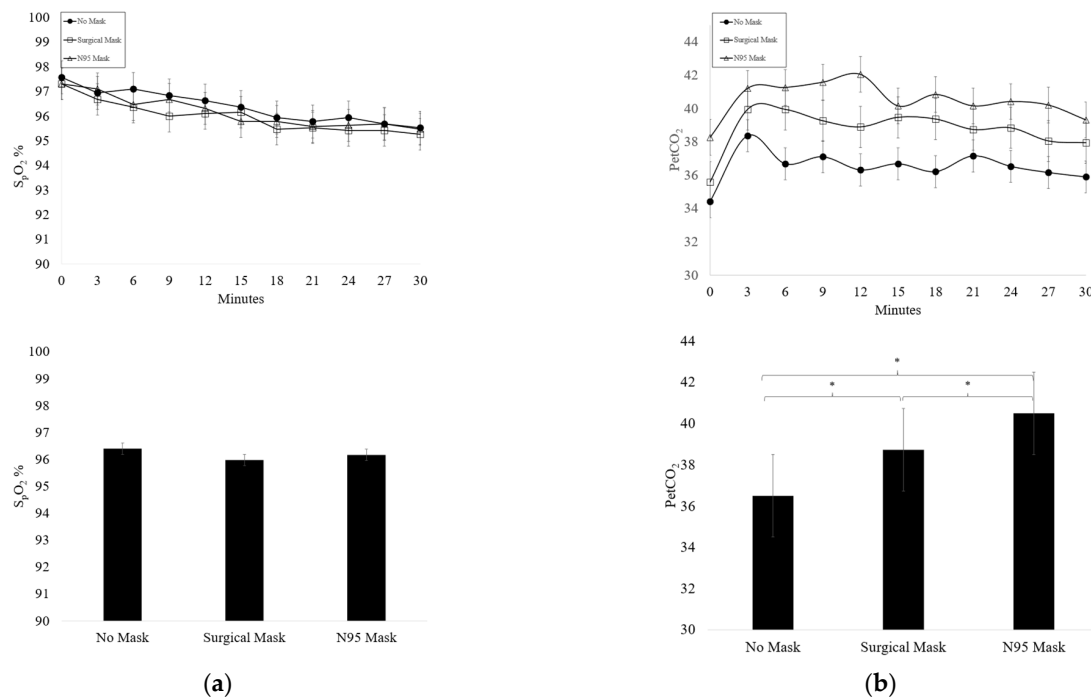 100
99
98
97
96
95
94
93
92
91
90
S_pO_2 %
No Mask
Surgical Mask
N95 Mask
0 3 6 9 12 15 18 21 24 27 30
Minutes
44
42
40
38
36
34
32
30
PetCO_2
No Mask
Surgical Mask
N95 Mask
0 3 6 9 12 15 18 21 24 27 30
Minutes
100
99
98
97
96
95
94
93
92
91
90
S_pO_2 %
No Mask Surgical Mask N95 Mask
(a)
44
42
40
38
36
34
32
30
PetCO_2
*
* *
No Mask Surgical Mask N95 Mask
(b)